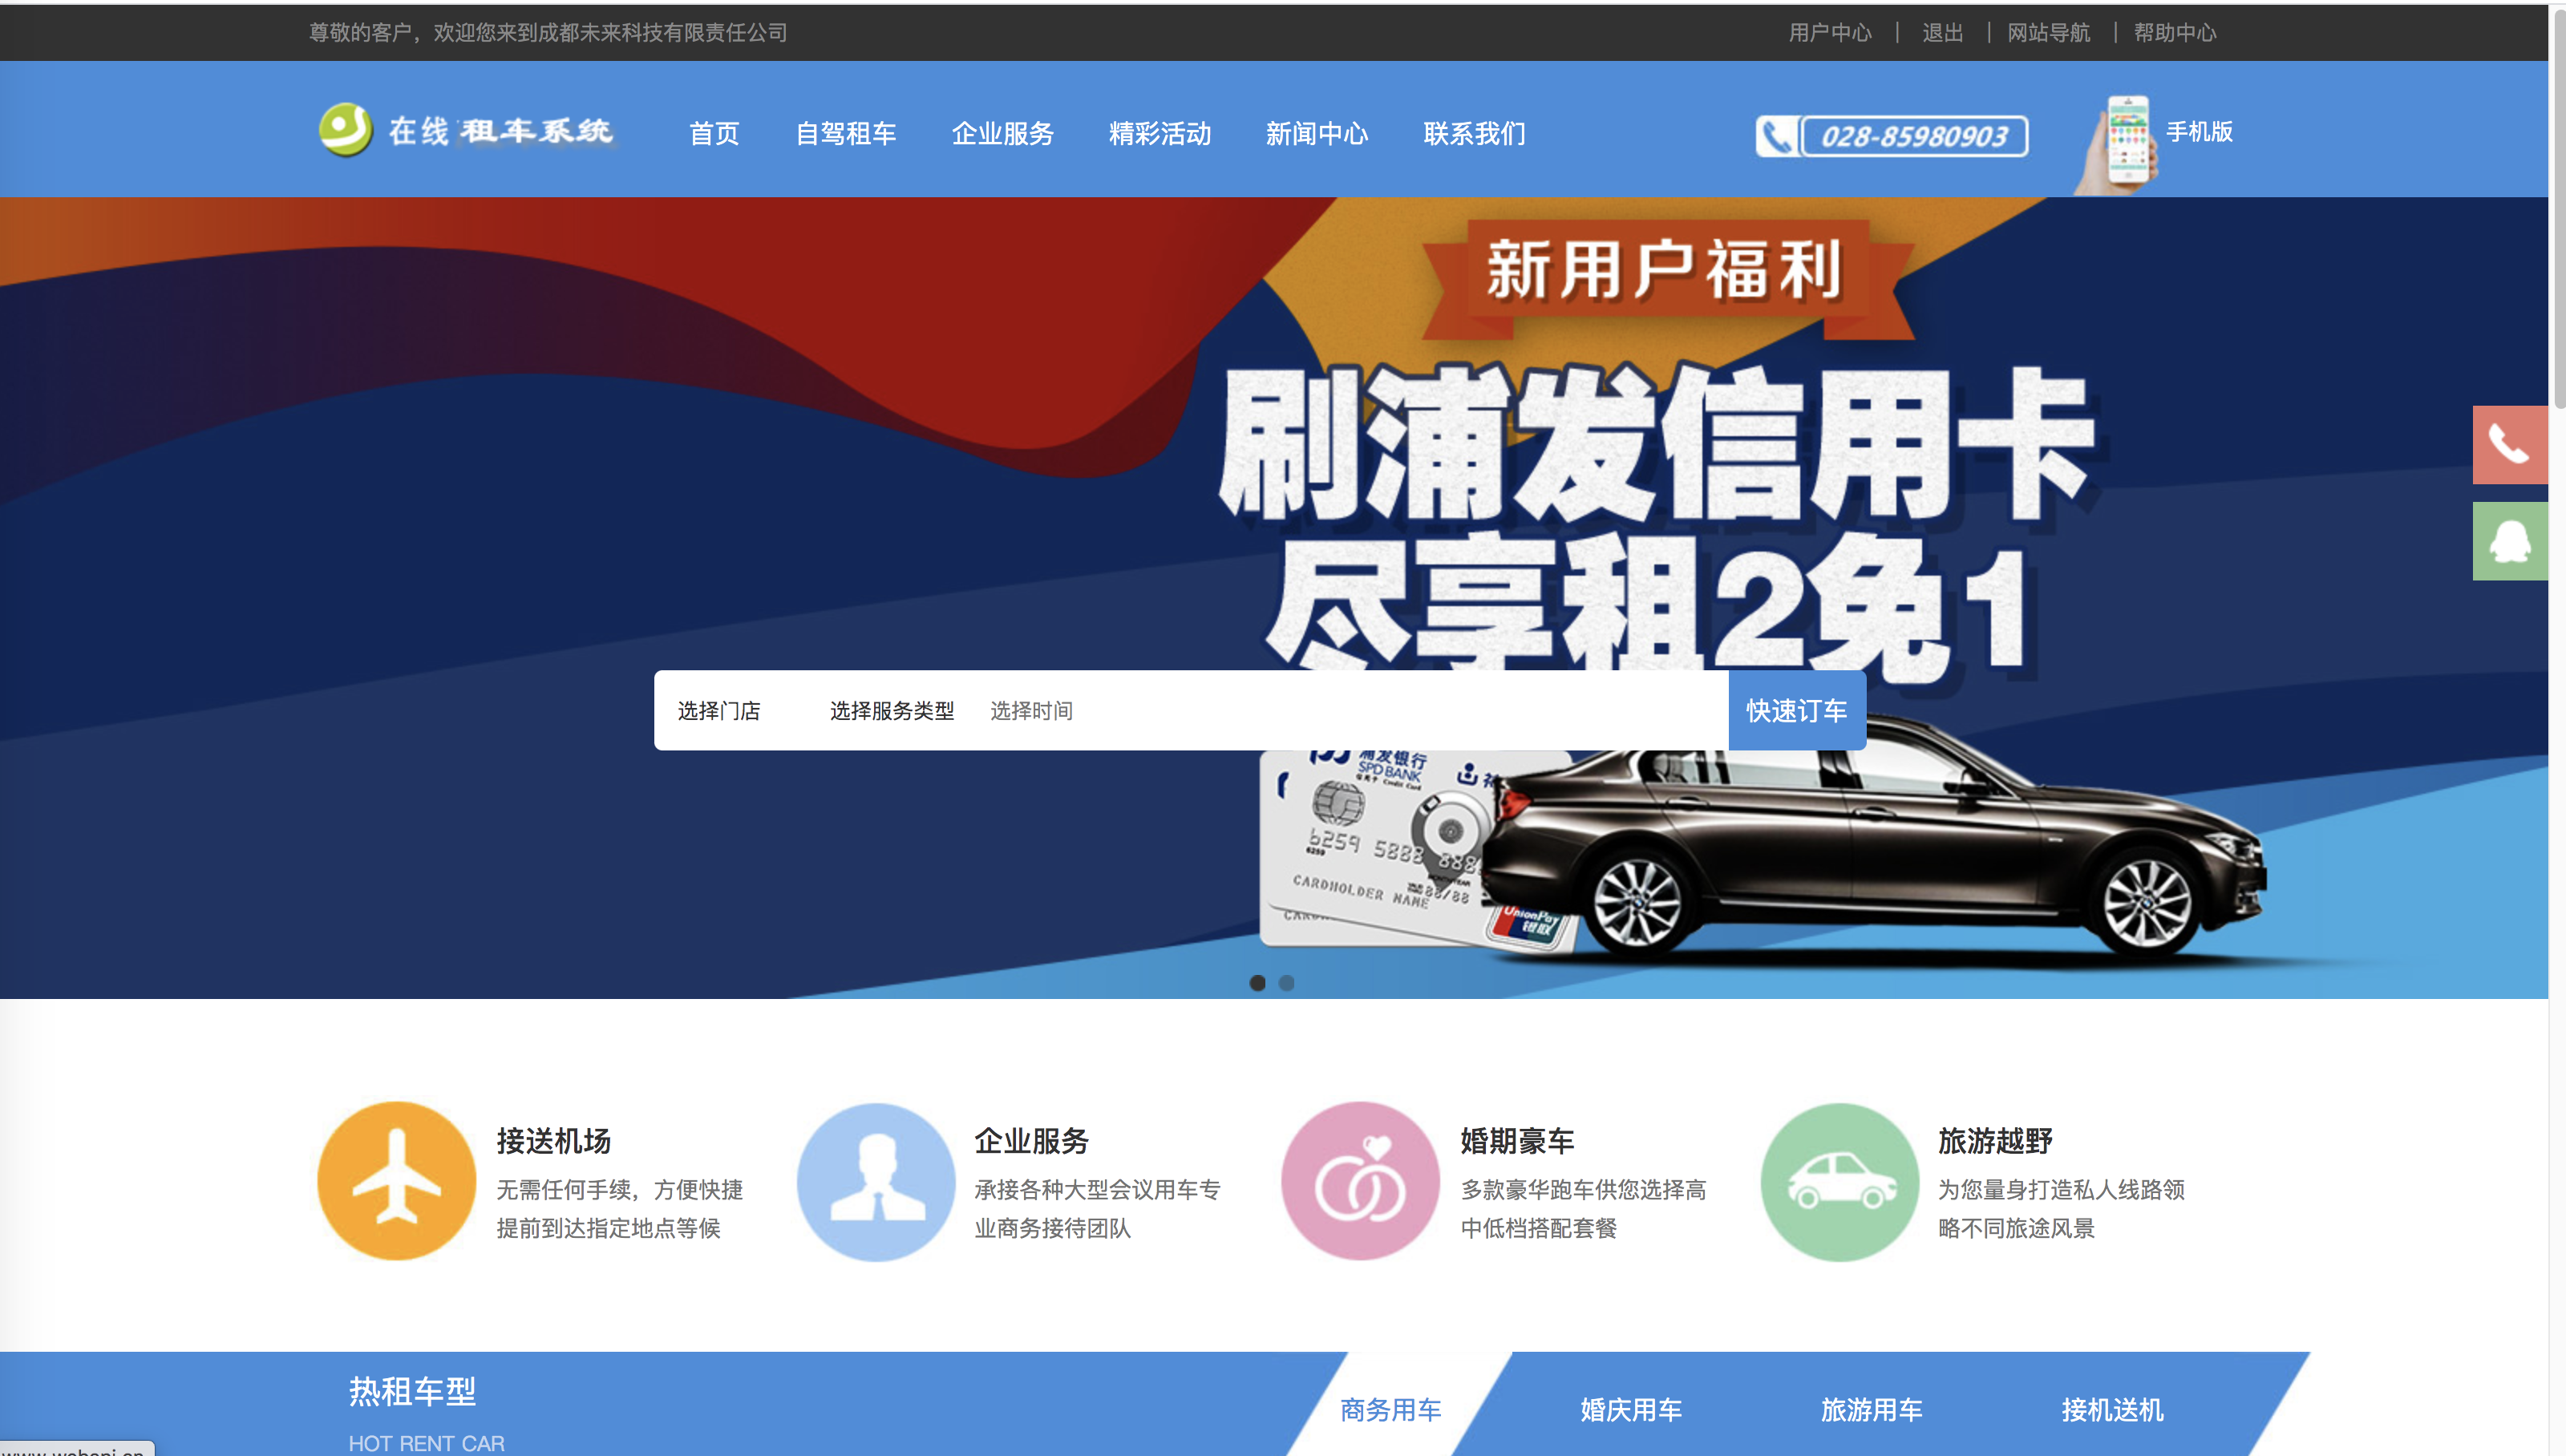 尊敬的客户，欢迎您来到成都未来科技有限责任公司
用户中心 | 退出 | 网站导航 | 帮助中心
在线租车系统
首页 自驾租车 企业服务 精彩活动 新闻中心 联系我们
028-85980903
手机版
新用户福利
刷浦发信用卡
尽享租2免1
选择门店 选择服务类型 选择时间 快速订车
浦发银行
SPD BANK
信用卡 Credit Card
6259 5888 888
6259
MONTH/YEAR
88/88
CARDHOLDER NAME
UnionPay
银联
接送机场
无需任何手续，方便快捷
提前到达指定地点等候
企业服务
承接各种大型会议用车专
业商务接待团队
婚期豪车
多款豪华跑车供您选择高
中低档搭配套餐
旅游越野
为您量身打造私人线路领
略不同旅途风景
热租车型
HOT RENT CAR
商务用车 婚庆用车 旅游用车 接机送机